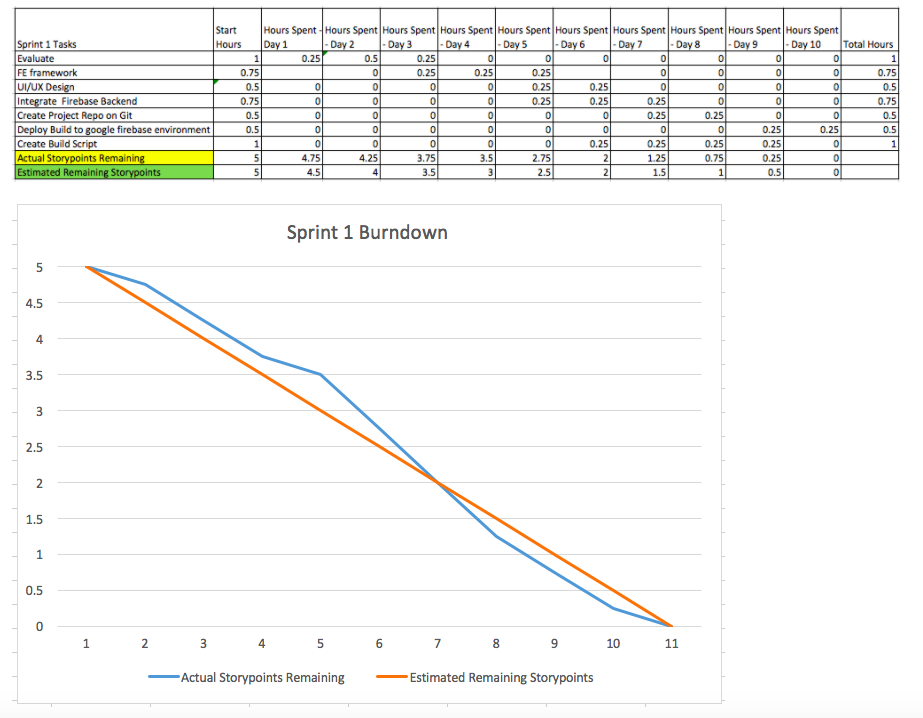 Start Hours Spent - Hours Spent Hours Spent Hours Spent Hours Spent Hours Spent Hours Spent Hours Spent Hours Spent Hours Spent
Sprint 1 Tasks Hours Day 1 - Day 2 - Day 3 - Day 4 - Day 5 - Day 6 - Day 7 - Day 8 - Day 9 - Day 10 Total Hours
Evaluate 1 0.25 0.5 0.25 0 0 0 0 0 0 0 1
FE framework 0.75 0 0.25 0.25 0.25 0 0 0 0 0.75
UI/UX Design 0.5 0 0 0 0 0.25 0.25 0 0 0 0 0.5
Integrate Firebase Backend 0.75 0 0 0 0 0.25 0.25 0.25 0 0 0 0.75
Create Project Repo on Git 0.5 0 0 0 0 0 0 0.25 0.25 0 0 0.5
Deploy Build to google firebase environment 0.5 0 0 0 0 0 0 0 0 0.25 0.25 0.5
Create Build Script 1 0 0 0 0 0 0.25 0.25 0.25 0.25 0 1
Actual Storypoints Remaining 5 4.75 4.25 3.75 3.5 2.75 2 1.25 0.75 0.25 0
Estimated Remaining Storypoints 5 4.5 4 3.5 3 2.5 2 1.5 1 0.5 0
Sprint 1 Burndown
5
4.5
4
3.5
3
2.5
2
1.5
1
0.5
0
1 2 3 4 5 6 7 8 9 10 11
Actual Storypoints Remaining Estimated Remaining Storypoints